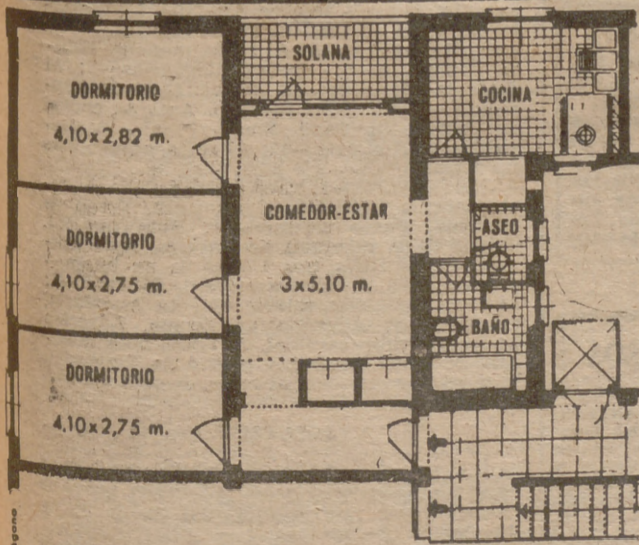 SOLANA
DORMITORIO
4,10x2,82 m.
COCINA
COMEDOR-ESTAR
3x5,10 m.
ASEO
DORMITORIO
4,10x2,75 m.
BAÑO
DORMITORIO
4,10x2,75 m.